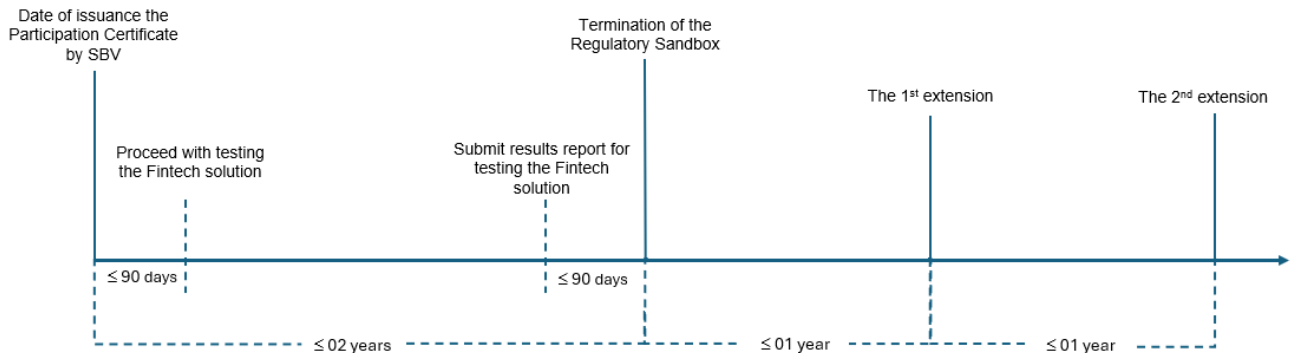 Date of issuance the
Participation Certificate
by SBV
Termination of the
Regulatory Sandbox
The 1st extension
The 2nd extension
Proceed with testing
the Fintech solution
Submit results report for
testing the Fintech
solution
≤ 90 days
≤ 90 days
≤ 02 years
≤ 01 year
≤ 01 year